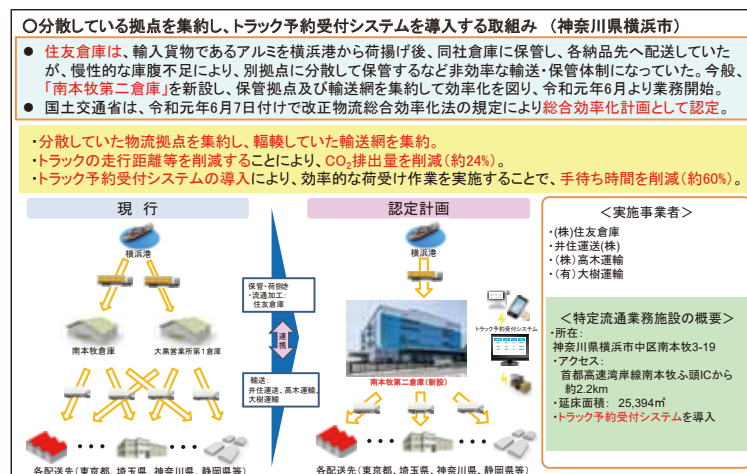 〇分散している拠点を集約し、トラック予約受付システムを導入する取組み （神奈川県横浜市）
● 住友倉庫は、輸入貨物であるアルミを横浜港から荷揚げ後、同社倉庫に保管し、各納品先へ配送していた
が、慢性的な庫腹不足により、別拠点に分散して保管するなど非効率な輸送・保管体制になっていた。今般、
「南本牧第二倉庫」を新設し、保管拠点及び輸送網を集約して効率化を図り、令和元年6月より業務開始。
● 国土交通省は、令和元年6月7日付けで改正物流総合効率化法の規定により総合効率化計画として認定。
・分散していた物流拠点を集約し、輻輳していた輸送網を集約。
・トラックの走行距離等を削減することにより、CO₂排出量を削減（約24%）。
・トラック予約受付システムの導入により、効率的な荷受け作業を実施することで、手待ち時間を削減（約60%）。
現 行
横浜港
南本牧倉庫
大黒営業所第1倉庫
各配送先（東京都、埼玉県、神奈川県、静岡県等）
保管・荷捌き
・流通加工：
住友倉庫
連携
輸送：
井住運送、高木運輸、
大樹運輸
認定計画
横浜港
トラック予約受付システム
南本牧第二倉庫（新設）
各配送先（東京都、埼玉県、神奈川県、静岡県等）
＜実施事業者＞
・(株)住友倉庫
・井住運送(株)
・(株)高木運輸
・(有)大樹運輸
＜特定流通業務施設の概要＞
・所在：
神奈川県横浜市中区南本牧3-19
・アクセス：
首都高速湾岸線南本牧ふ頭ICから
約2.2km
・延床面積： 25,394㎡
・トラック予約受付システムを導入